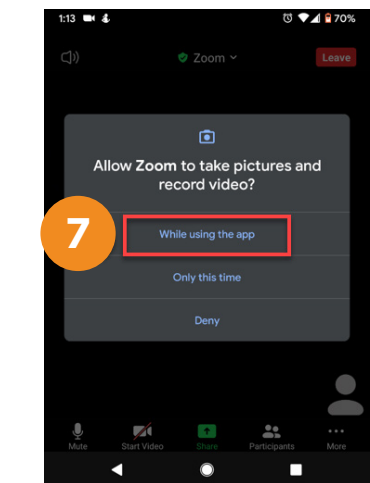 1:13 70%
Zoom Leave
Allow Zoom to take pictures and
record video?
7
While using the app
Only this time
Deny
Mute Start Video Share Participants More